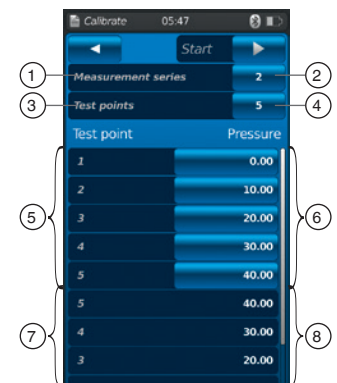 Calibrate 05:47
Start
1 Measurement series 2 2
3 Test points 5 4
Test point Pressure
1 0.00
2 10.00
5 3 20.00 6
4 30.00
5 40.00
5 40.00
7 4 30.00 8
3 20.00